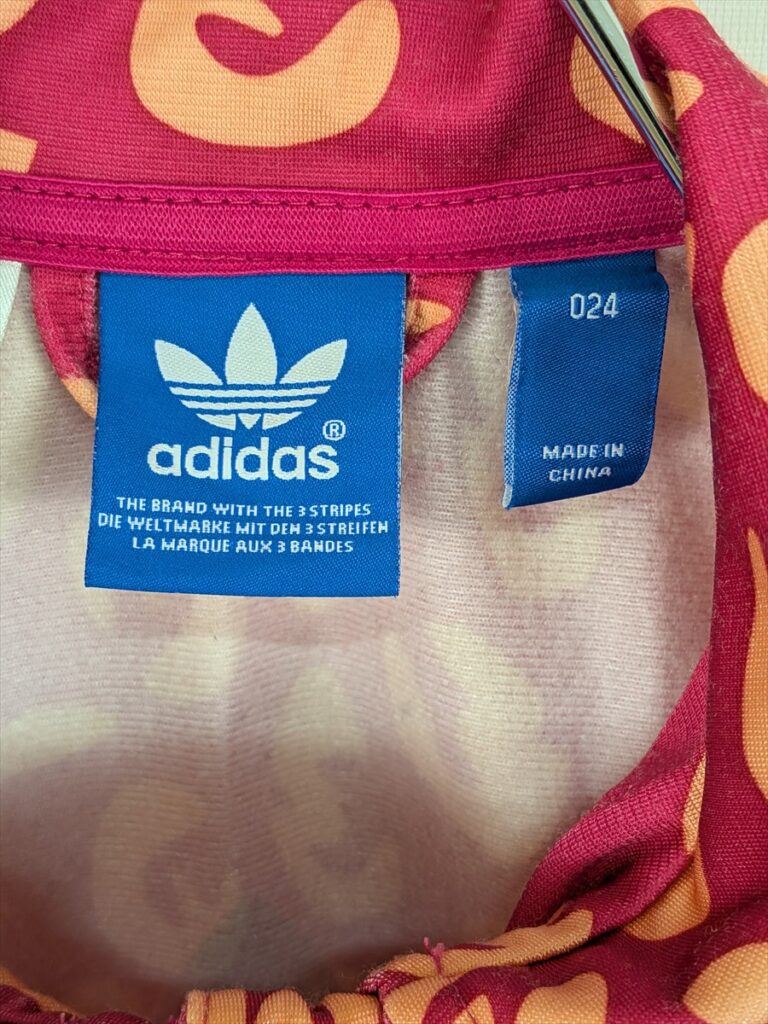 adidas®
THE BRAND WITH THE 3 STRIPES
DIE WELTMARKE MIT DEN 3 STREIFEN
LA MARQUE AUX 3 BANDES
024
MADE IN
CHINA